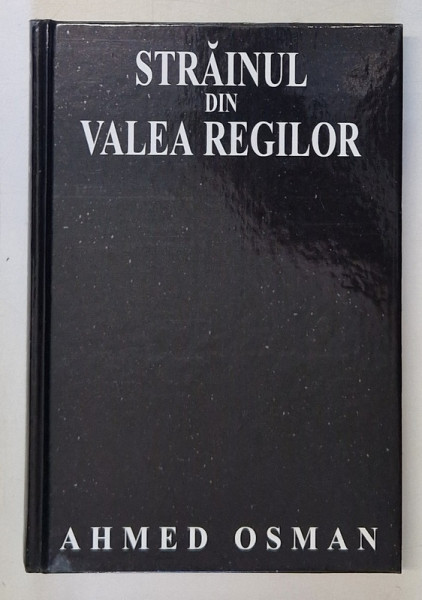 STRĂINUL
DIN
VALEA REGILOR
AHMED OSMAN